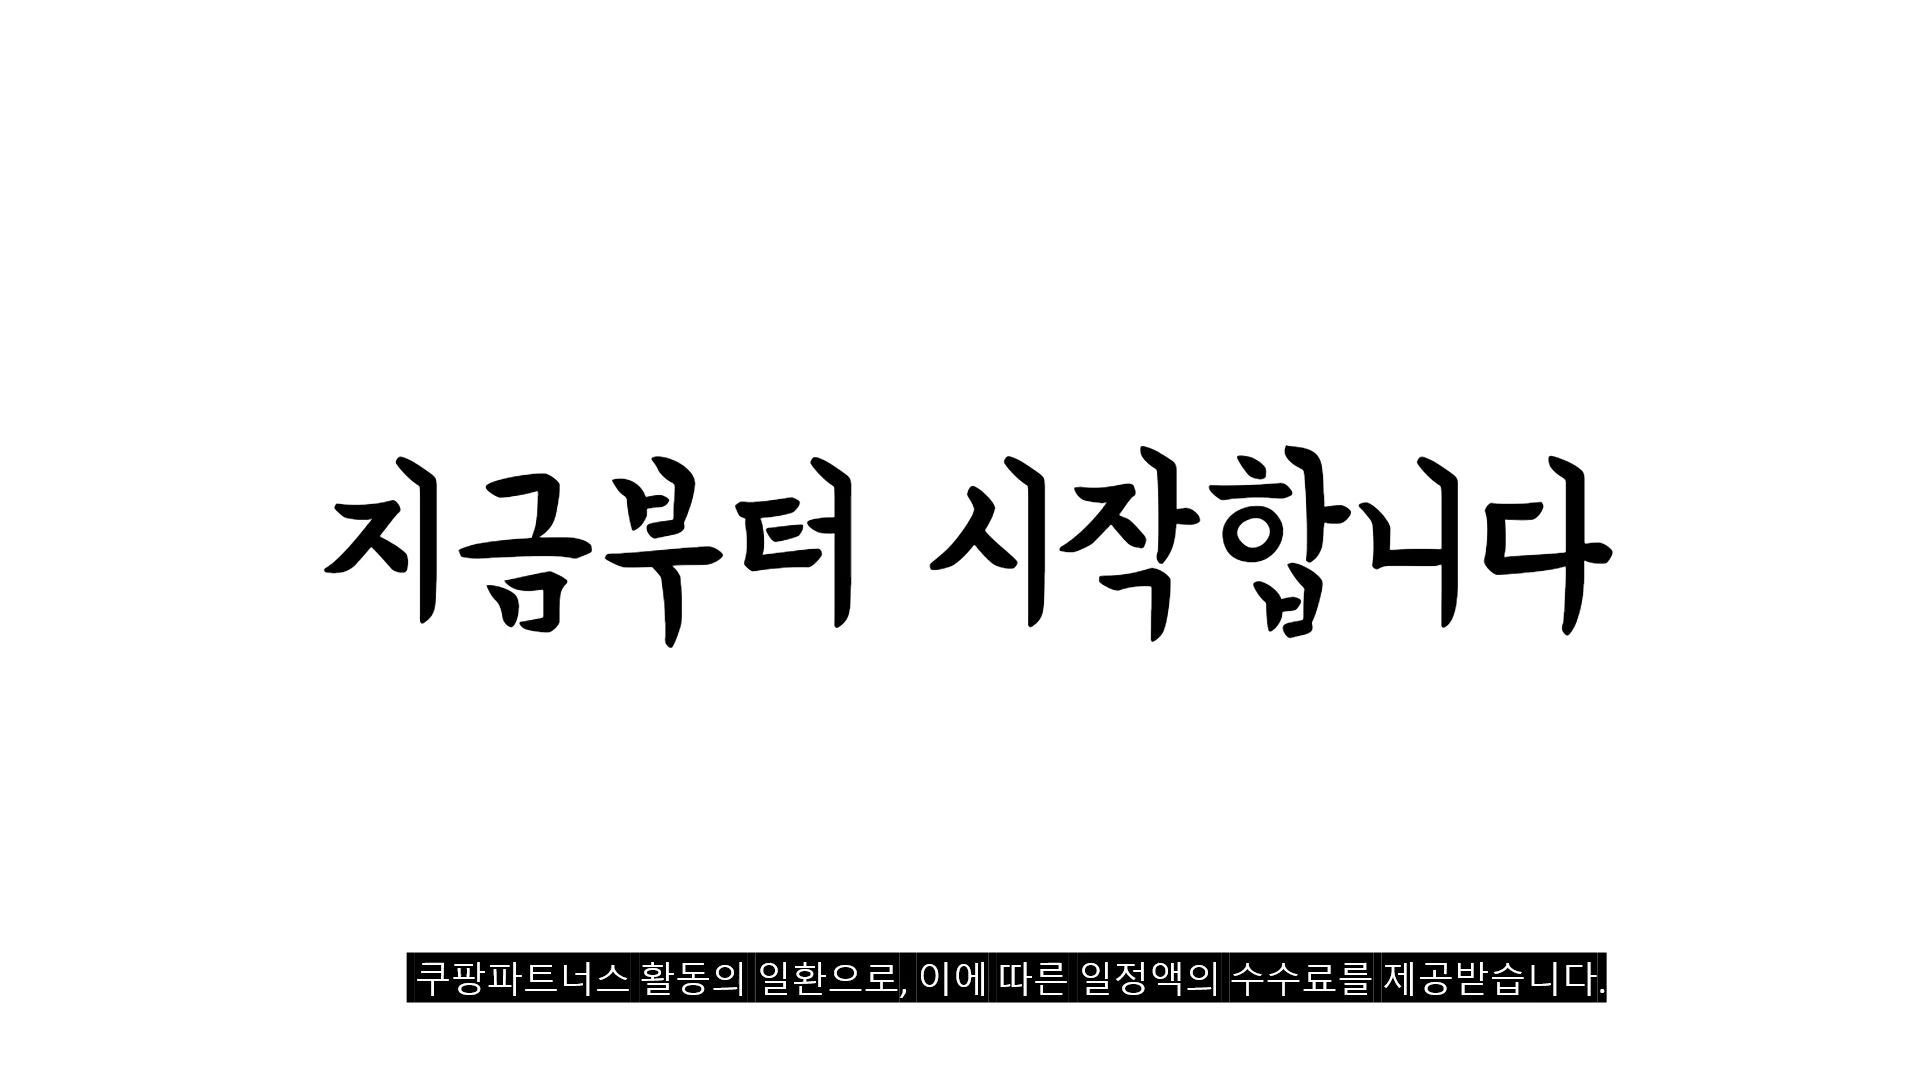 지금부터 시작합니다
쿠팡파트너스 활동의 일환으로, 이에 따른 일정액의 수수료를 제공받습니다.